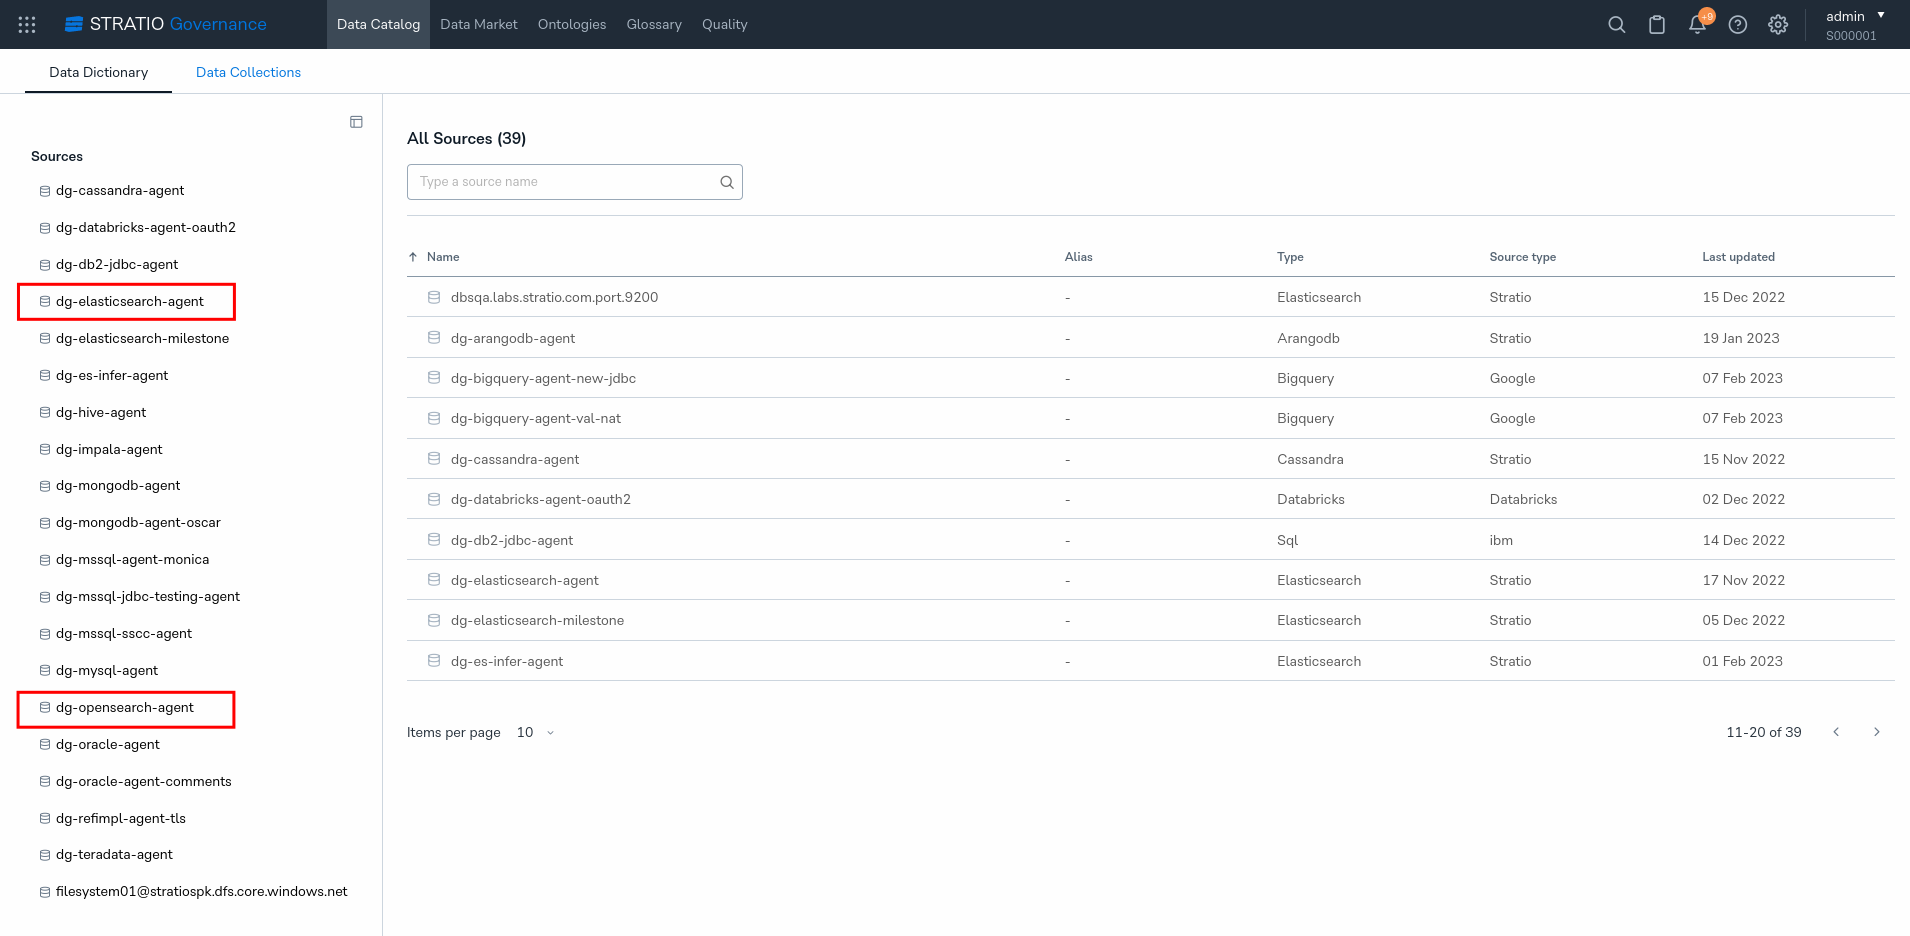 STRATIO Governance
Data Catalog Data Market Ontologies Glossary Quality
+9
admin
S000001
Data Dictionary Data Collections
Sources
dg-cassandra-agent
dg-databricks-agent-oauth2
dg-db2-jdbc-agent
dg-elasticsearch-agent
dg-elasticsearch-milestone
dg-es-infer-agent
dg-hive-agent
dg-impala-agent
dg-mongodb-agent
dg-mongodb-agent-oscar
dg-mssql-agent-monica
dg-mssql-jdbc-testing-agent
dg-mssql-sscc-agent
dg-mysql-agent
dg-opensearch-agent
dg-oracle-agent
dg-oracle-agent-comments
dg-refimpl-agent-tls
dg-teradata-agent
filesystem01@stratiospk.dfs.core.windows.net
All Sources (39)
Type a source name
Name Alias Type Source type Last updated
dbsqa.labs.stratio.com.port.9200 - Elasticsearch Stratio 15 Dec 2022
dg-arangodb-agent - Arangodb Stratio 19 Jan 2023
dg-bigquery-agent-new-jdbc - Bigquery Google 07 Feb 2023
dg-bigquery-agent-val-nat - Bigquery Google 07 Feb 2023
dg-cassandra-agent - Cassandra Stratio 15 Nov 2022
dg-databricks-agent-oauth2 - Databricks Databricks 02 Dec 2022
dg-db2-jdbc-agent - Sql ibm 14 Dec 2022
dg-elasticsearch-agent - Elasticsearch Stratio 17 Nov 2022
dg-elasticsearch-milestone - Elasticsearch Stratio 05 Dec 2022
dg-es-infer-agent - Elasticsearch Stratio 01 Feb 2023
Items per page 10 11-20 of 39